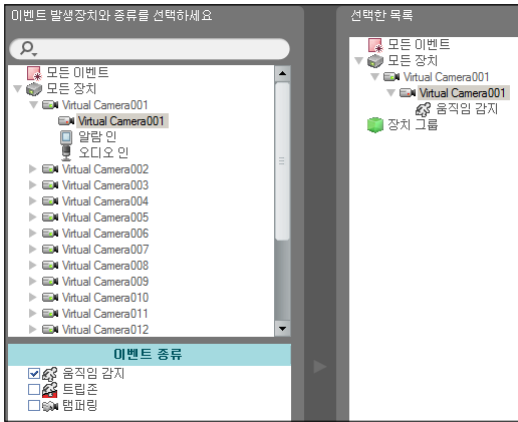 이벤트 발생장치와 종류를 선택하세요
모든 이벤트
모든 장치
Virtual Camera001
Virtual Camera001
알람 인
오디오 인
Virtual Camera002
Virtual Camera003
Virtual Camera004
Virtual Camera005
Virtual Camera006
Virtual Camera007
Virtual Camera008
Virtual Camera009
Virtual Camera010
Virtual Camera011
Virtual Camera012
이벤트 종류
움직임 감지
트립존
탬퍼링
선택한 목록
모든 이벤트
모든 장치
Virtual Camera001
Virtual Camera001
움직임 감지
장치 그룹